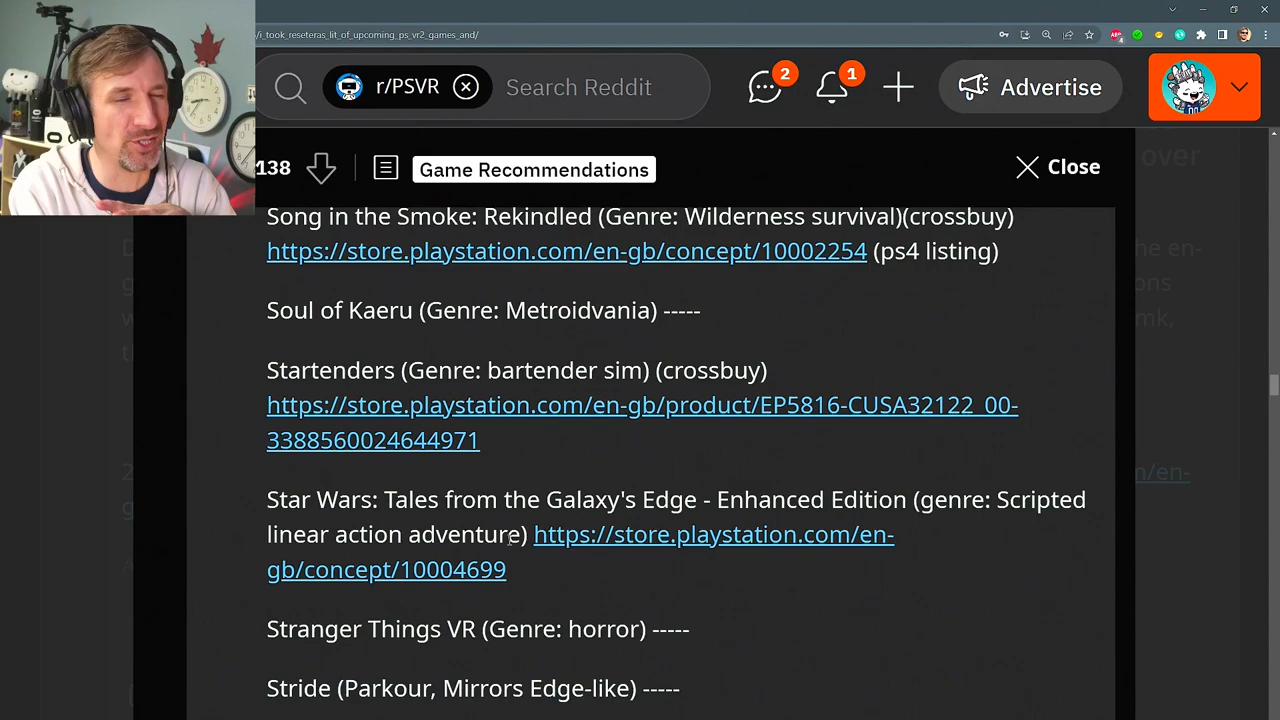 /i_took_reseteras_lit_of_upcoming_ps_vr2_games_and/
r/PSVR
Search Reddit
2
1
Advertise
138
Game Recommendations
Close
Song in the Smoke: Rekindled (Genre: Wilderness survival)(crossbuy)
https://store.playstation.com/en-gb/concept/10002254 (ps4 listing)
Soul of Kaeru (Genre: Metroidvania) -----
Startenders (Genre: bartender sim) (crossbuy)
https://store.playstation.com/en-gb/product/EP5816-CUSA32122_00-
3388560024644971
Star Wars: Tales from the Galaxy's Edge - Enhanced Edition (genre: Scripted
linear action adventure) https://store.playstation.com/en-
gb/concept/10004699
Stranger Things VR (Genre: horror) -----
Stride (Parkour, Mirrors Edge-like) -----